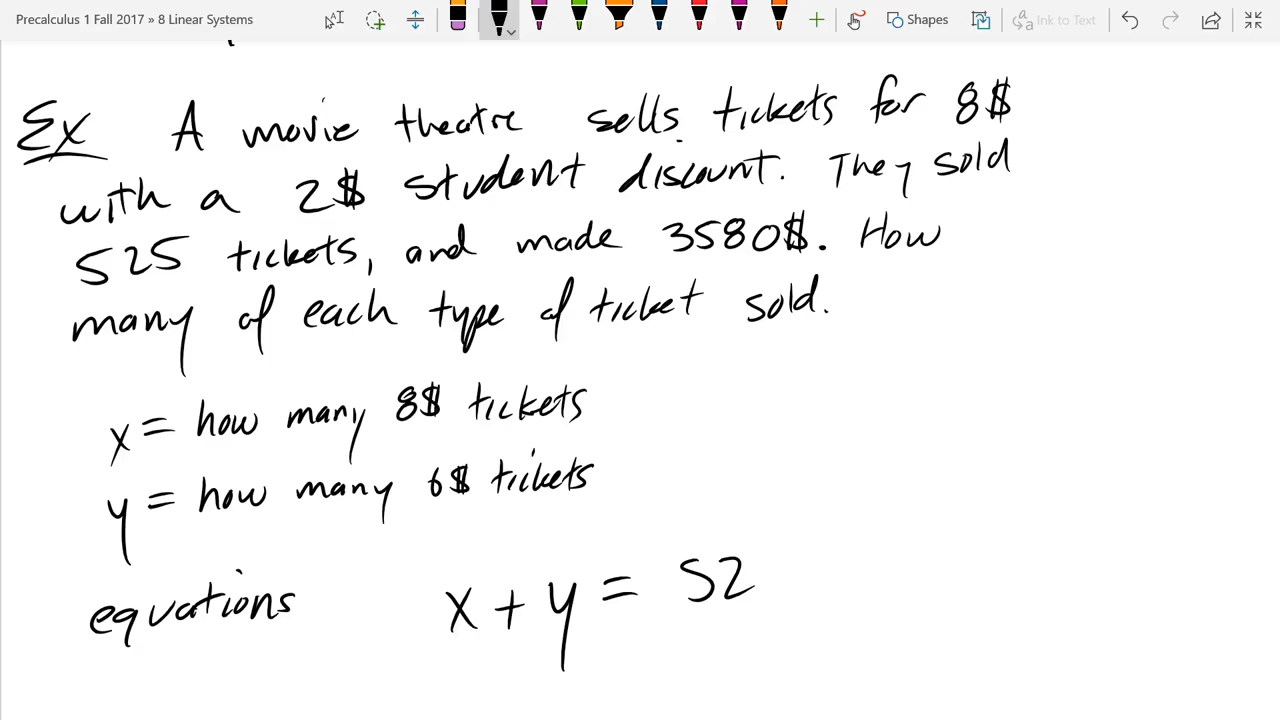 Precalculus 1 Fall 2017 » 8 Linear Systems
Shapes
Ink to Text
Ex A movie theatre sells tickets for 8$
with a 2$ student discount. They sold
525 tickets, and made 3580$. How
many of each type of ticket sold.
x = how many 8$ tickets
y = how many 6$ tickets
equations x + y = 52